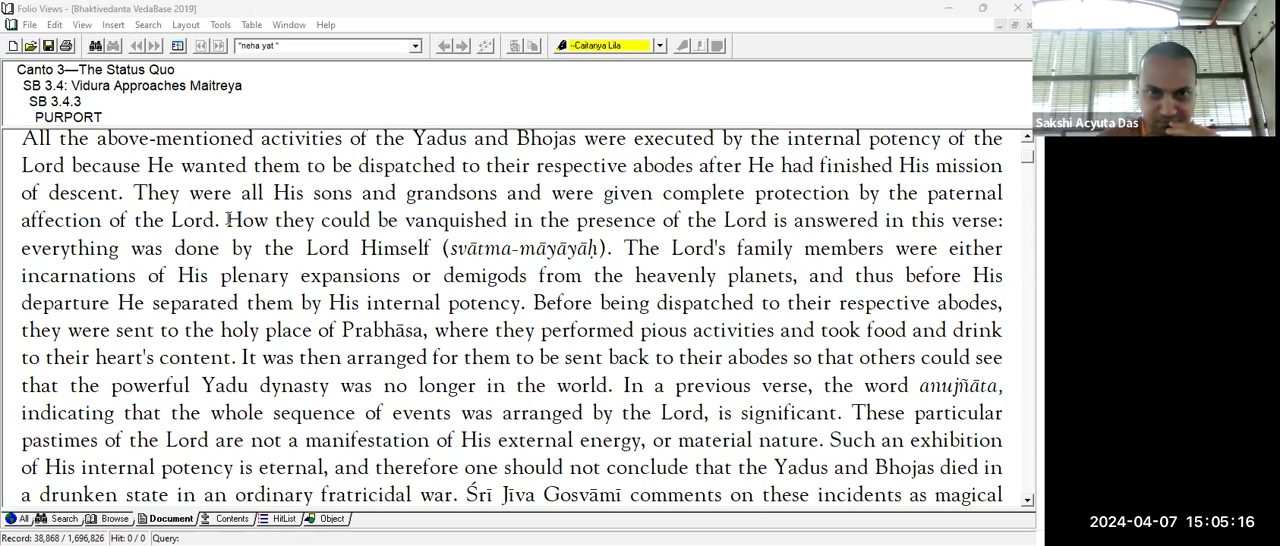 Folio Views - [Bhaktivedanta VedaBase 2019]
File Edit View Insert Search Layout Tools Table Window Help
"neha yat "
--Caitanya Lila
Canto 3—The Status Quo
SB 3.4: Vidura Approaches Maitreya
SB 3.4.3
PURPORT
All the above-mentioned activities of the Yadus and Bhojas were executed by the internal potency of the
Lord because He wanted them to be dispatched to their respective abodes after He had finished His mission
of descent. They were all His sons and grandsons and were given complete protection by the paternal
affection of the Lord. How they could be vanquished in the presence of the Lord is answered in this verse:
everything was done by the Lord Himself (svātma-māyāyāḥ). The Lord's family members were either
incarnations of His plenary expansions or demigods from the heavenly planets, and thus before His
departure He separated them by His internal potency. Before being dispatched to their respective abodes,
they were sent to the holy place of Prabhāsa, where they performed pious activities and took food and drink
to their heart's content. It was then arranged for them to be sent back to their abodes so that others could see
that the powerful Yadu dynasty was no longer in the world. In a previous verse, the word anujñāta,
indicating that the whole sequence of events was arranged by the Lord, is significant. These particular
pastimes of the Lord are not a manifestation of His external energy, or material nature. Such an exhibition
of His internal potency is eternal, and therefore one should not conclude that the Yadus and Bhojas died in
a drunken state in an ordinary fratricidal war. Śrī Jīva Gosvāmī comments on these incidents as magical
All Search Browse Document Contents HitList Object
Record: 38,868 / 1,696,826 Hit: 0 / 0 Query:
Sakshi Acyuta Das
2024-04-07 15:05:16